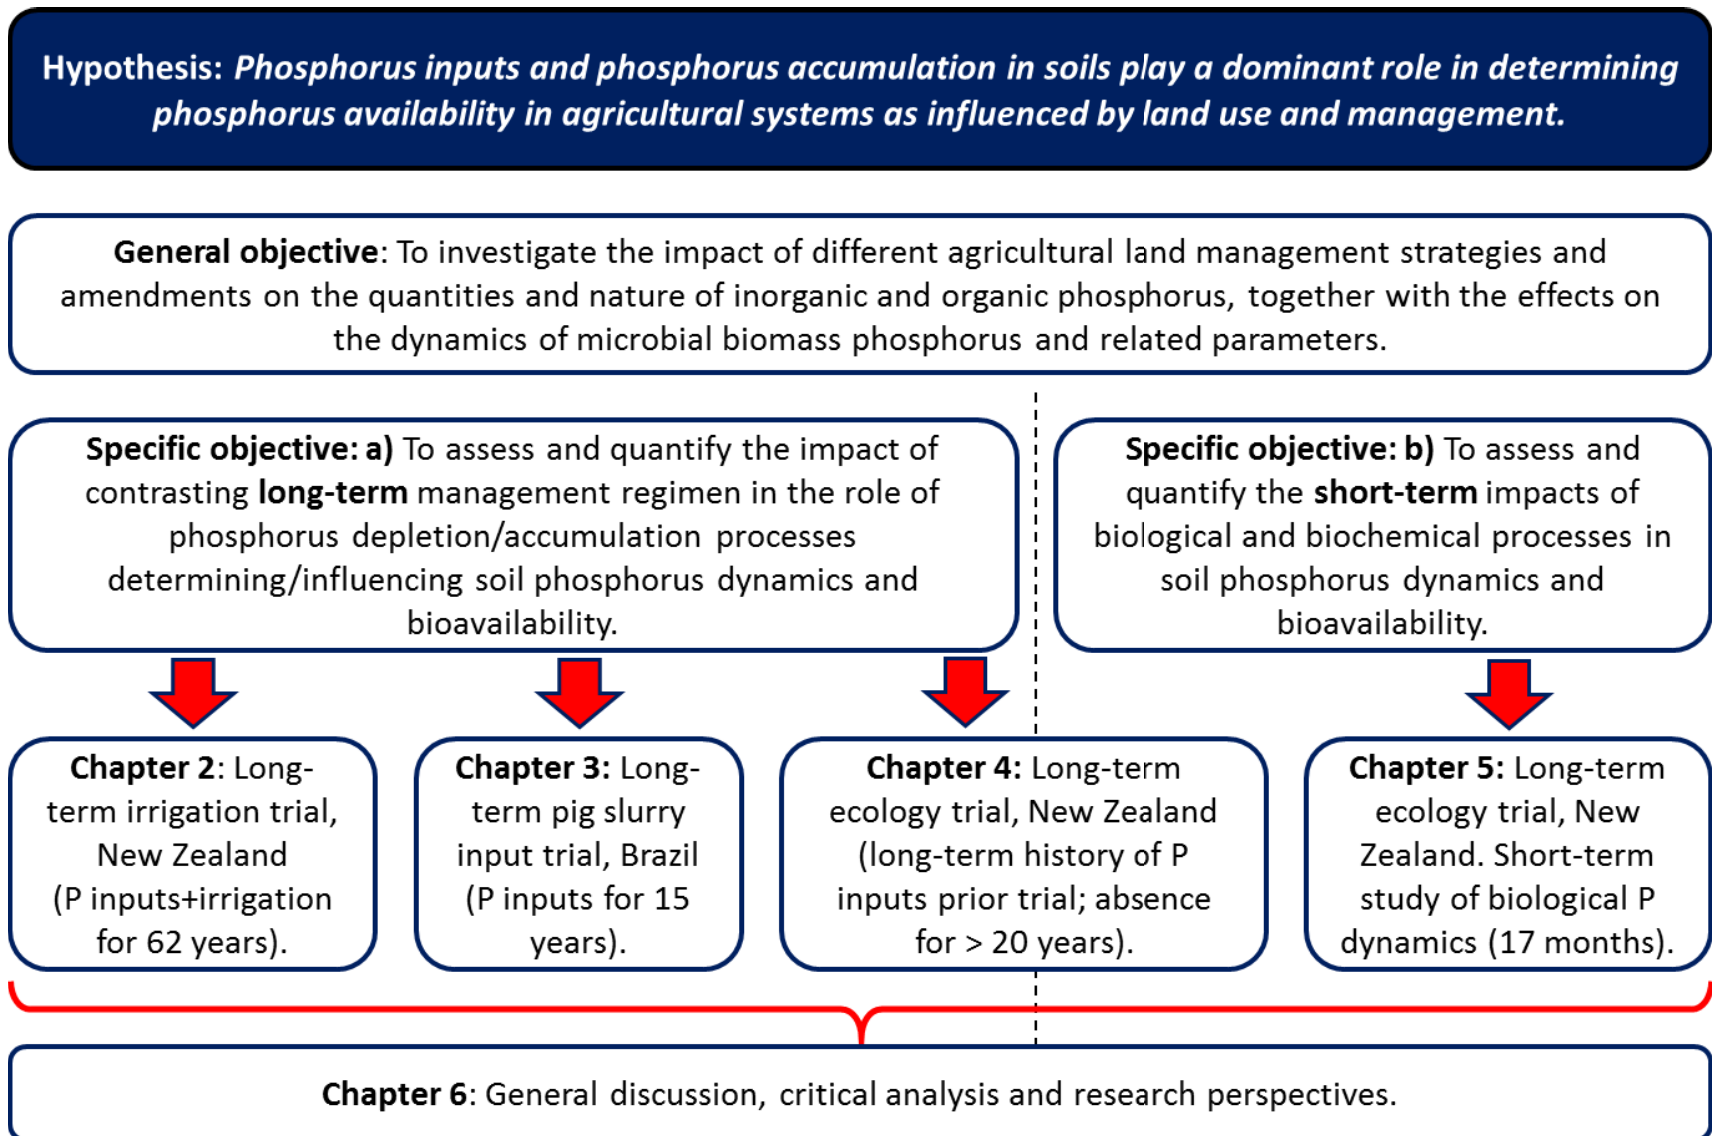 Hypothesis: Phosphorus inputs and phosphorus accumulation in soils play a dominant role in determining
phosphorus availability in agricultural systems as influenced by land use and management.
General objective: To investigate the impact of different agricultural land management strategies and
amendments on the quantities and nature of inorganic and organic phosphorus, together with the effects on
the dynamics of microbial biomass phosphorus and related parameters.
Specific objective: a) To assess and quantify the impact of
contrasting long-term management regimen in the role of
phosphorus depletion/accumulation processes
determining/influencing soil phosphorus dynamics and
bioavailability.
Specific objective: b) To assess and
quantify the short-term impacts of
biological and biochemical processes in
soil phosphorus dynamics and
bioavailability.
Chapter 2: Long-
term irrigation trial,
New Zealand
(P inputs+irrigation
for 62 years).
Chapter 3: Long-
term pig slurry
input trial, Brazil
(P inputs for 15
years).
Chapter 4: Long-term
ecology trial, New Zealand
(long-term history of P
inputs prior trial; absence
for > 20 years).
Chapter 5: Long-term
ecology trial, New
Zealand. Short-term
study of biological P
dynamics (17 months).
Chapter 6: General discussion, critical analysis and research perspectives.